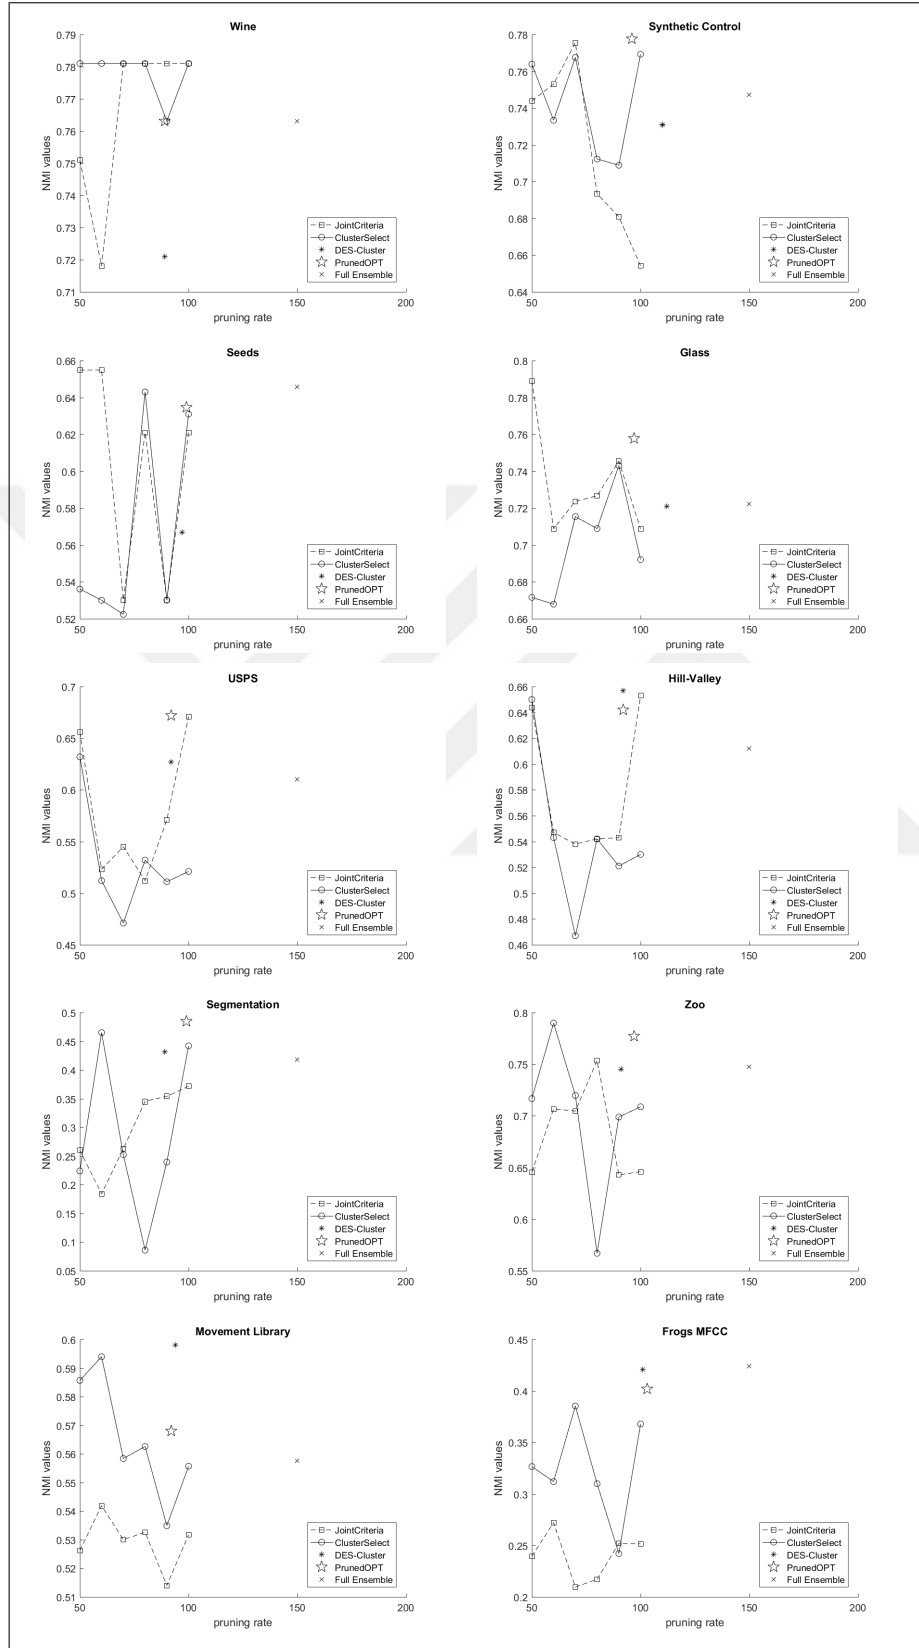 Wine
0.79
0.78
0.77
0.76
0.75
0.74
0.73
0.72
0.71
NMI values
50
100
150
200
pruning rate
JointCriteria
ClusterSelect
DES-Cluster
PrunedOPT
Full Ensemble
Synthetic Control
0.78
0.76
0.74
0.72
0.7
0.68
0.66
0.64
NMI values
50
100
150
200
pruning rate
JointCriteria
ClusterSelect
DES-Cluster
PrunedOPT
Full Ensemble
Seeds
0.66
0.64
0.62
0.6
0.58
0.56
0.54
0.52
NMI values
50
100
150
200
pruning rate
JointCriteria
ClusterSelect
DES-Cluster
PrunedOPT
Full Ensemble
Glass
0.8
0.78
0.76
0.74
0.72
0.7
0.68
0.66
NMI values
50
100
150
200
pruning rate
JointCriteria
ClusterSelect
DES-Cluster
PrunedOPT
Full Ensemble
USPS
0.7
0.65
0.6
0.55
0.5
0.45
NMI values
50
100
150
200
pruning rate
JointCriteria
ClusterSelect
DES-Cluster
PrunedOPT
Full Ensemble
Hill-Valley
0.66
0.64
0.62
0.6
0.56
0.54
0.52
0.5
0.48
0.46
NMI values
50
100
150
200
pruning rate
JointCriteria
ClusterSelect
DES-Cluster
PrunedOPT
Full Ensemble
Segmentation
0.5
0.45
0.4
0.35
0.3
0.25
0.2
0.15
0.1
0.05
NMI values
50
100
150
200
pruning rate
JointCriteria
ClusterSelect
DES-Cluster
PrunedOPT
Full Ensemble
Zoo
0.8
0.75
0.7
0.65
0.6
0.55
NMI values
50
100
150
200
pruning rate
JointCriteria
ClusterSelect
DES-Cluster
PrunedOPT
Full Ensemble
Movement Library
0.6
0.59
0.58
0.57
0.56
0.55
0.54
0.53
0.52
0.51
NMI values
50
100
150
200
pruning rate
JointCriteria
ClusterSelect
DES-Cluster
PrunedOPT
Full Ensemble
Frogs MFCC
0.45
0.4
0.35
0.3
0.25
0.2
NMI values
50
100
150
200
pruning rate
JointCriteria
ClusterSelect
DES-Cluster
PrunedOPT
Full Ensemble